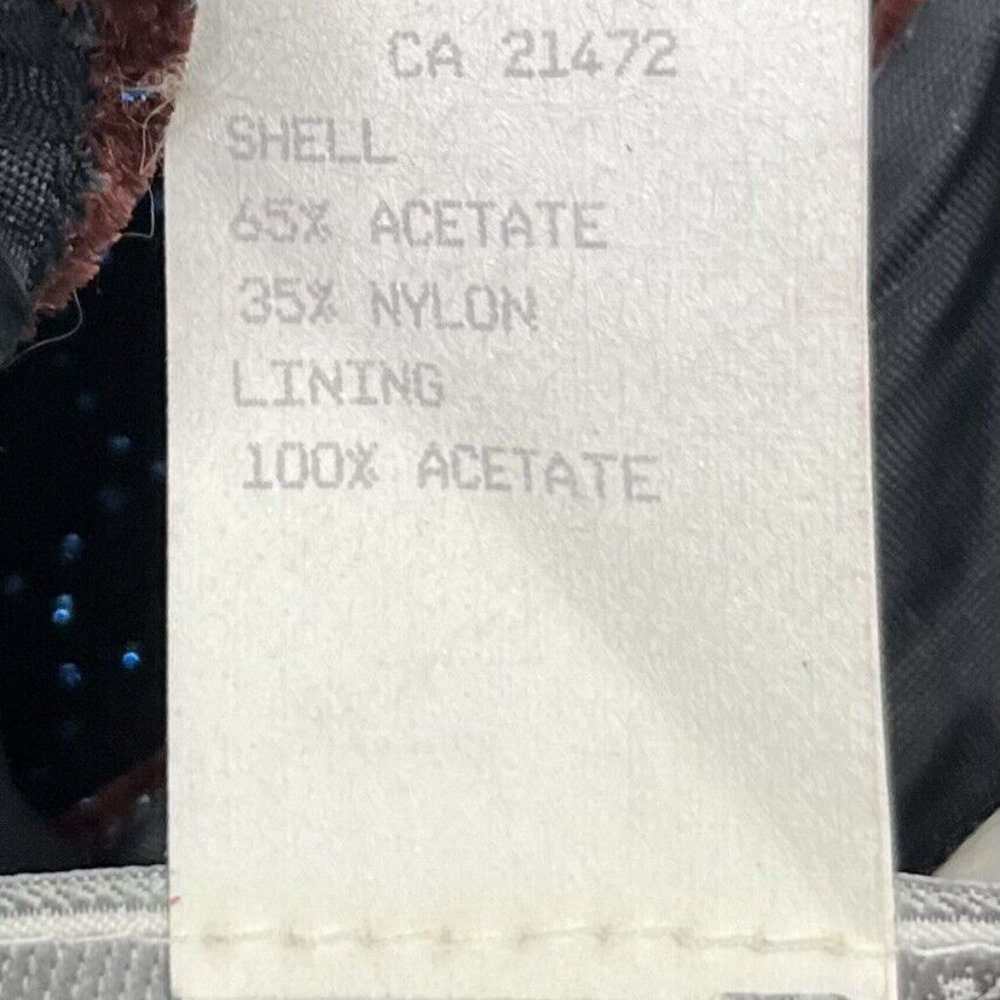 CA 21472
SHELL
65% ACETATE
35% NYLON
LINING
100% ACETATE